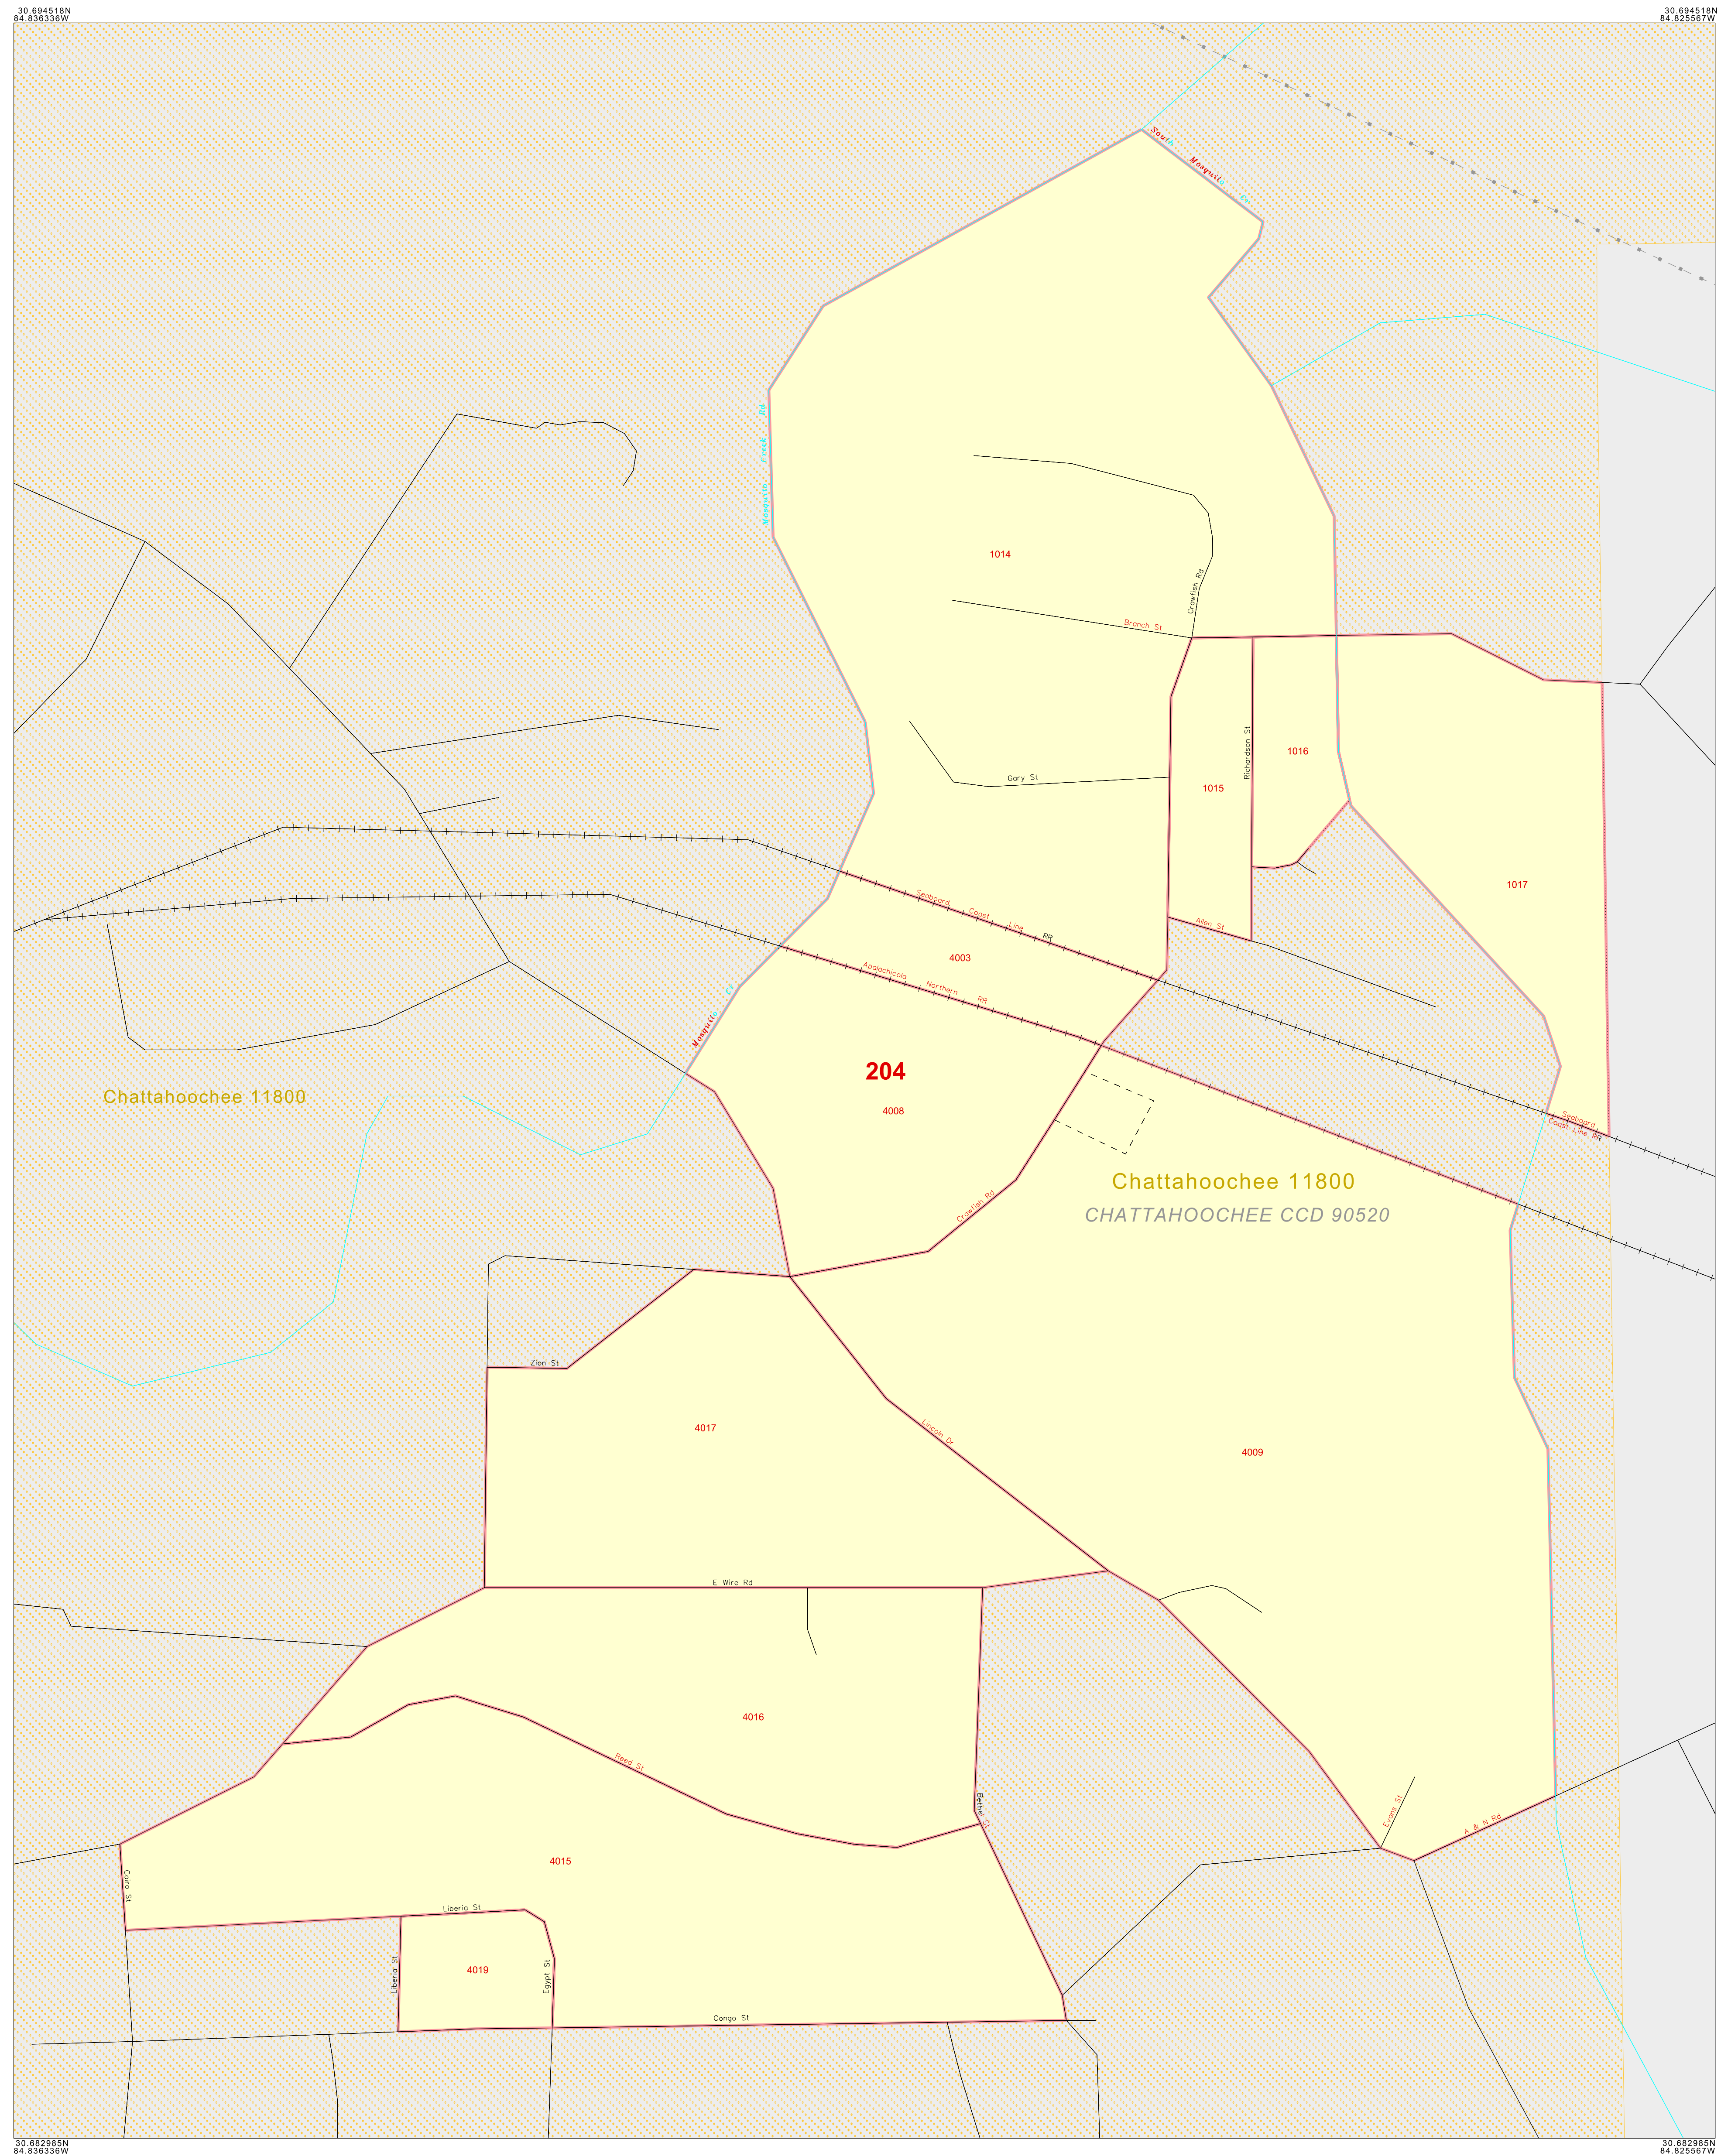 30.694518N
84.836336W
30.694518N
84.825567W
South Mosquito Cr
Mosquito Creek Rd
1014
Crawfish Rd
Branch St
Richardson St
1016
Gary St
1015
1017
Seaboard Coast Line RR
Allen St
4003
Apalachicola Northern RR
Mosquito Cr
204
4008
Chattahoochee 11800
Seaboard
Coast Line RR
Chattahoochee 11800
CHATTAHOOCHEE CCD 90520
Crawfish Rd
Zion St
4017
Lincoln Dr
4009
E Wire Rd
4016
Reed St
Bethel St
Evans St
A & N Rd
4015
Cairo St
Liberia St
Liberia St
4019
Egypt St
Congo St
30.682985N
84.836336W
30.682985N
84.825567W